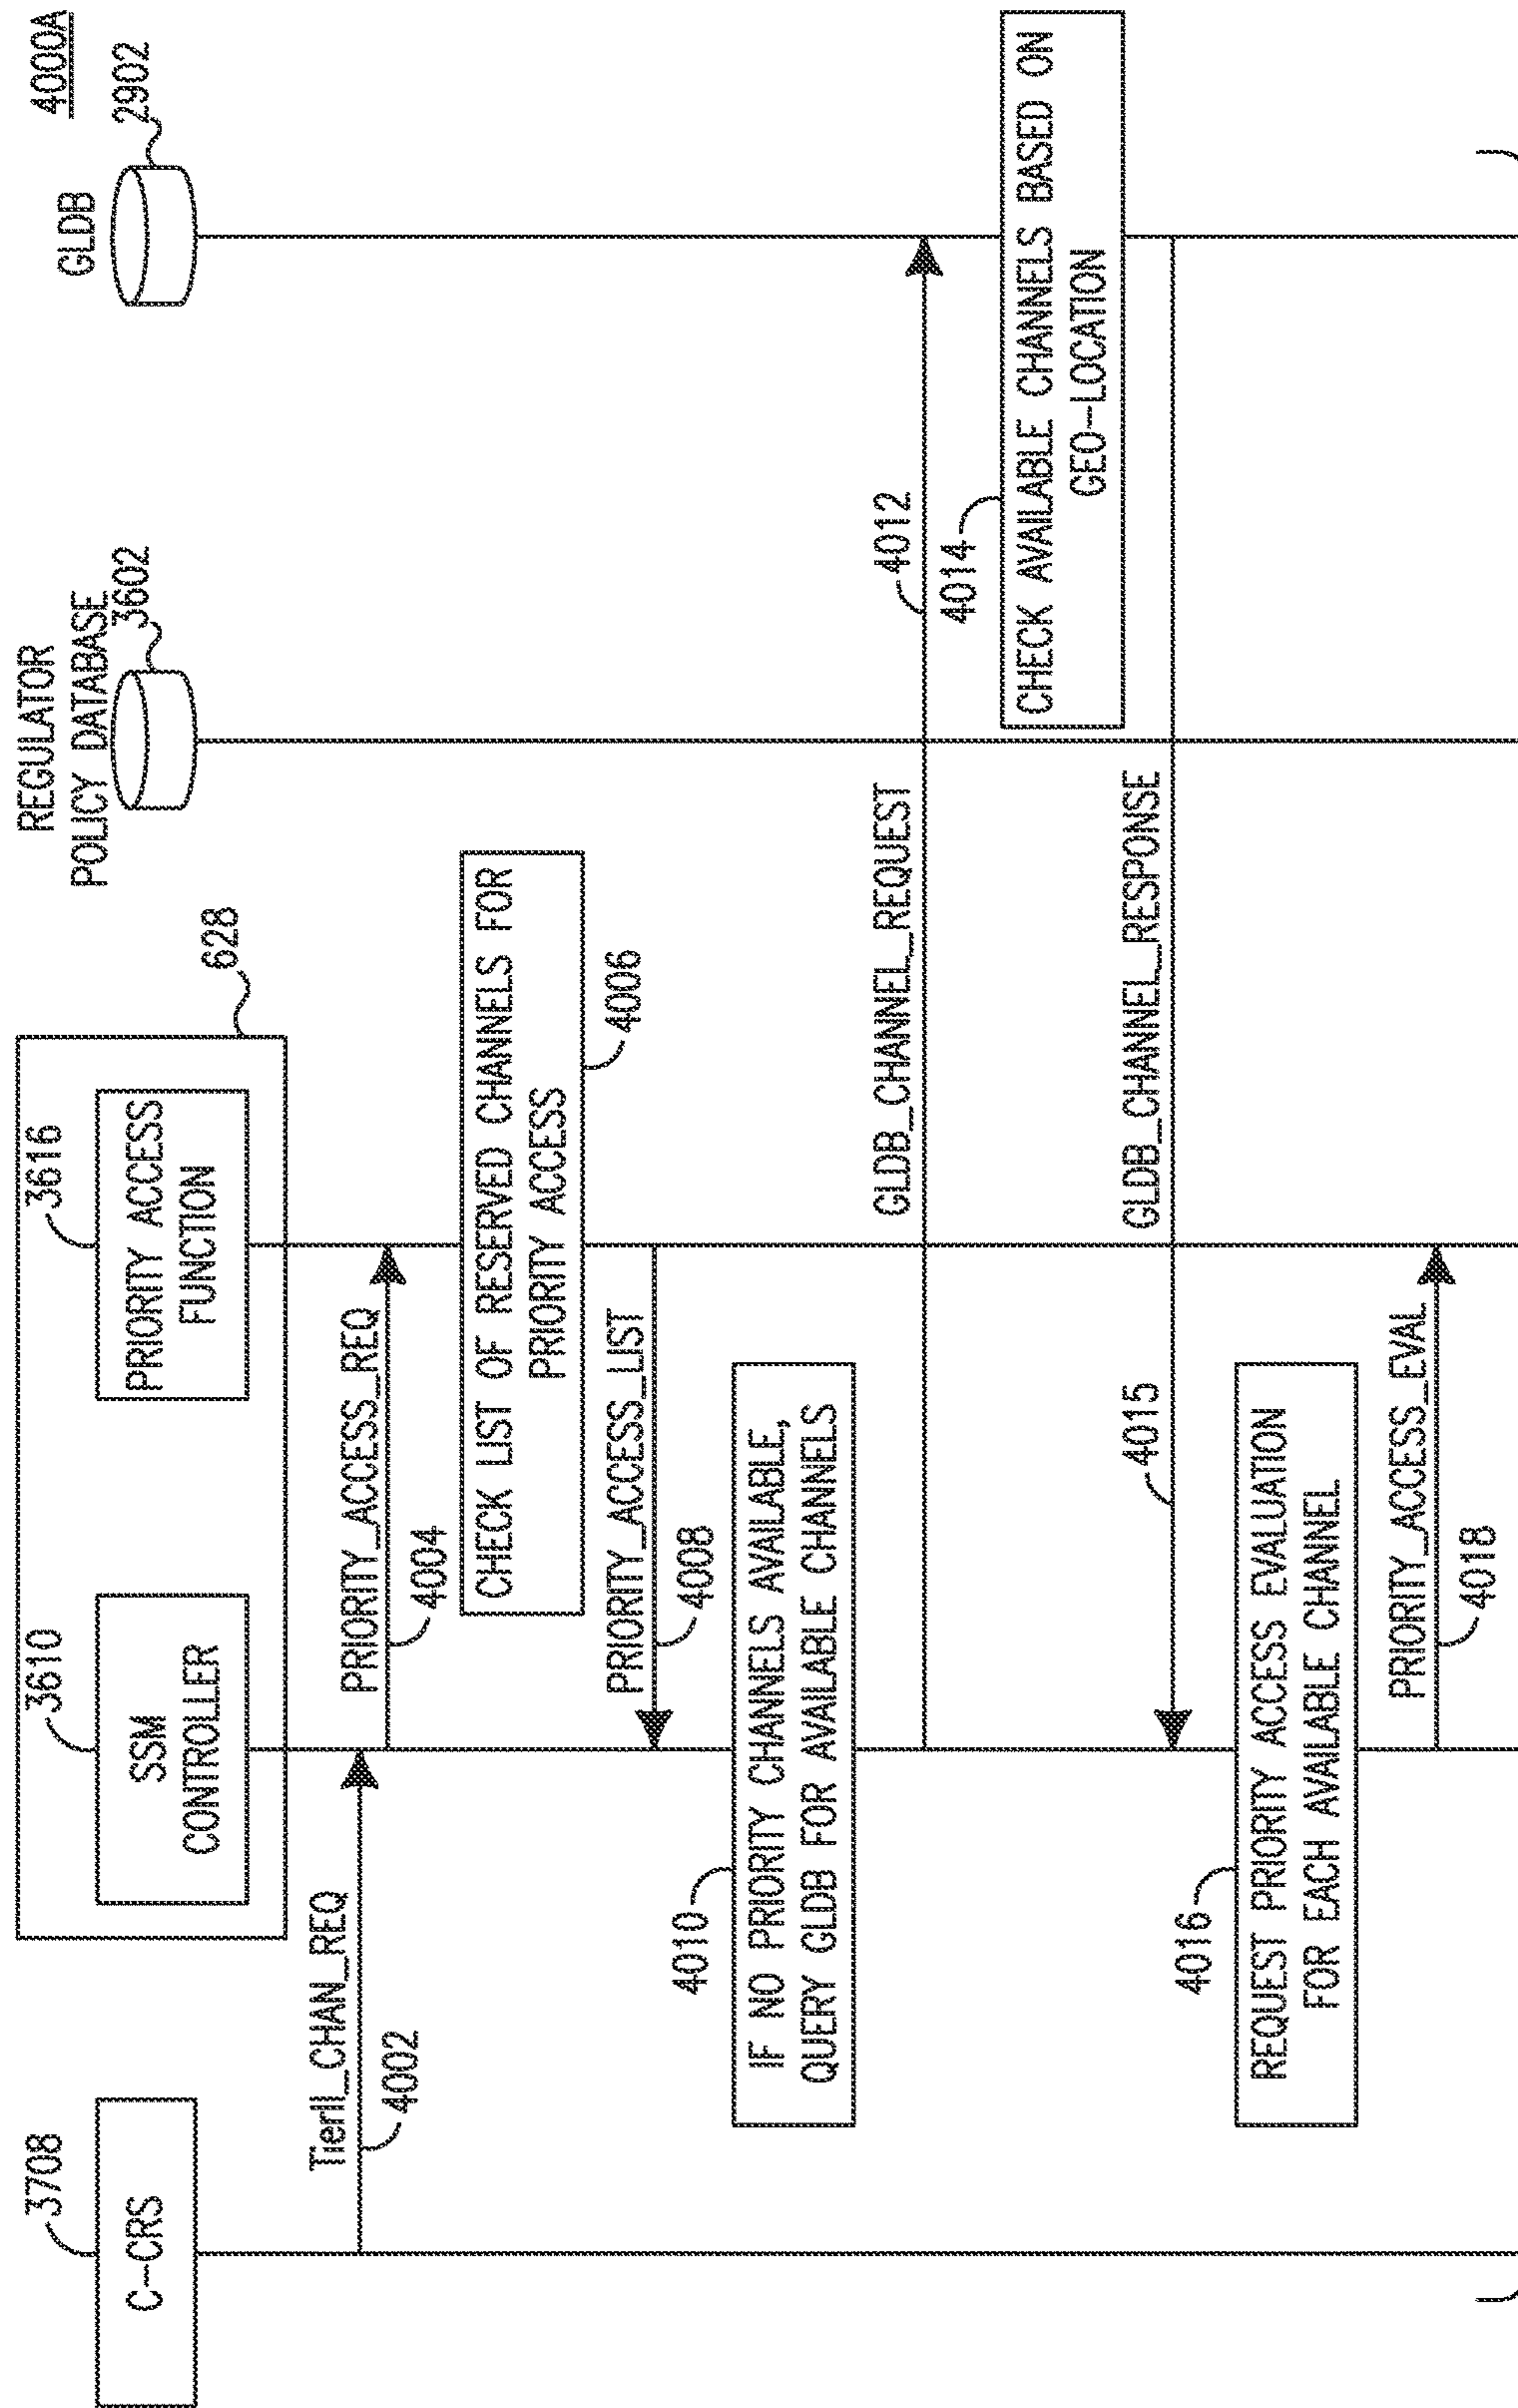 4000A
3708
C-CRS
3610
SSM
CONTROLLER
3616
PRIORITY ACCESS
FUNCTION
628
REGULATOR
POLICY DATABASE
3602
GLDB
2902
TierII_CHAN_REQ
4002
PRIORITY_ACCESS_REQ
4004
CHECK LIST OF RESERVED CHANNELS FOR
PRIORITY ACCESS
4006
PRIORITY_ACCESS_LIST
4008
4010
IF NO PRIORITY CHANNELS AVAILABLE,
QUERY GLDB FOR AVAILABLE CHANNELS
GLDB_CHANNEL_REQUEST
4012
4014
CHECK AVAILABLE CHANNELS BASED ON
GEO-LOCATION
GLDB_CHANNEL_RESPONSE
4015
4016
REQUEST PRIORITY ACCESS EVALUATION
FOR EACH AVAILABLE CHANNEL
PRIORITY_ACCESS_EVAL
4018